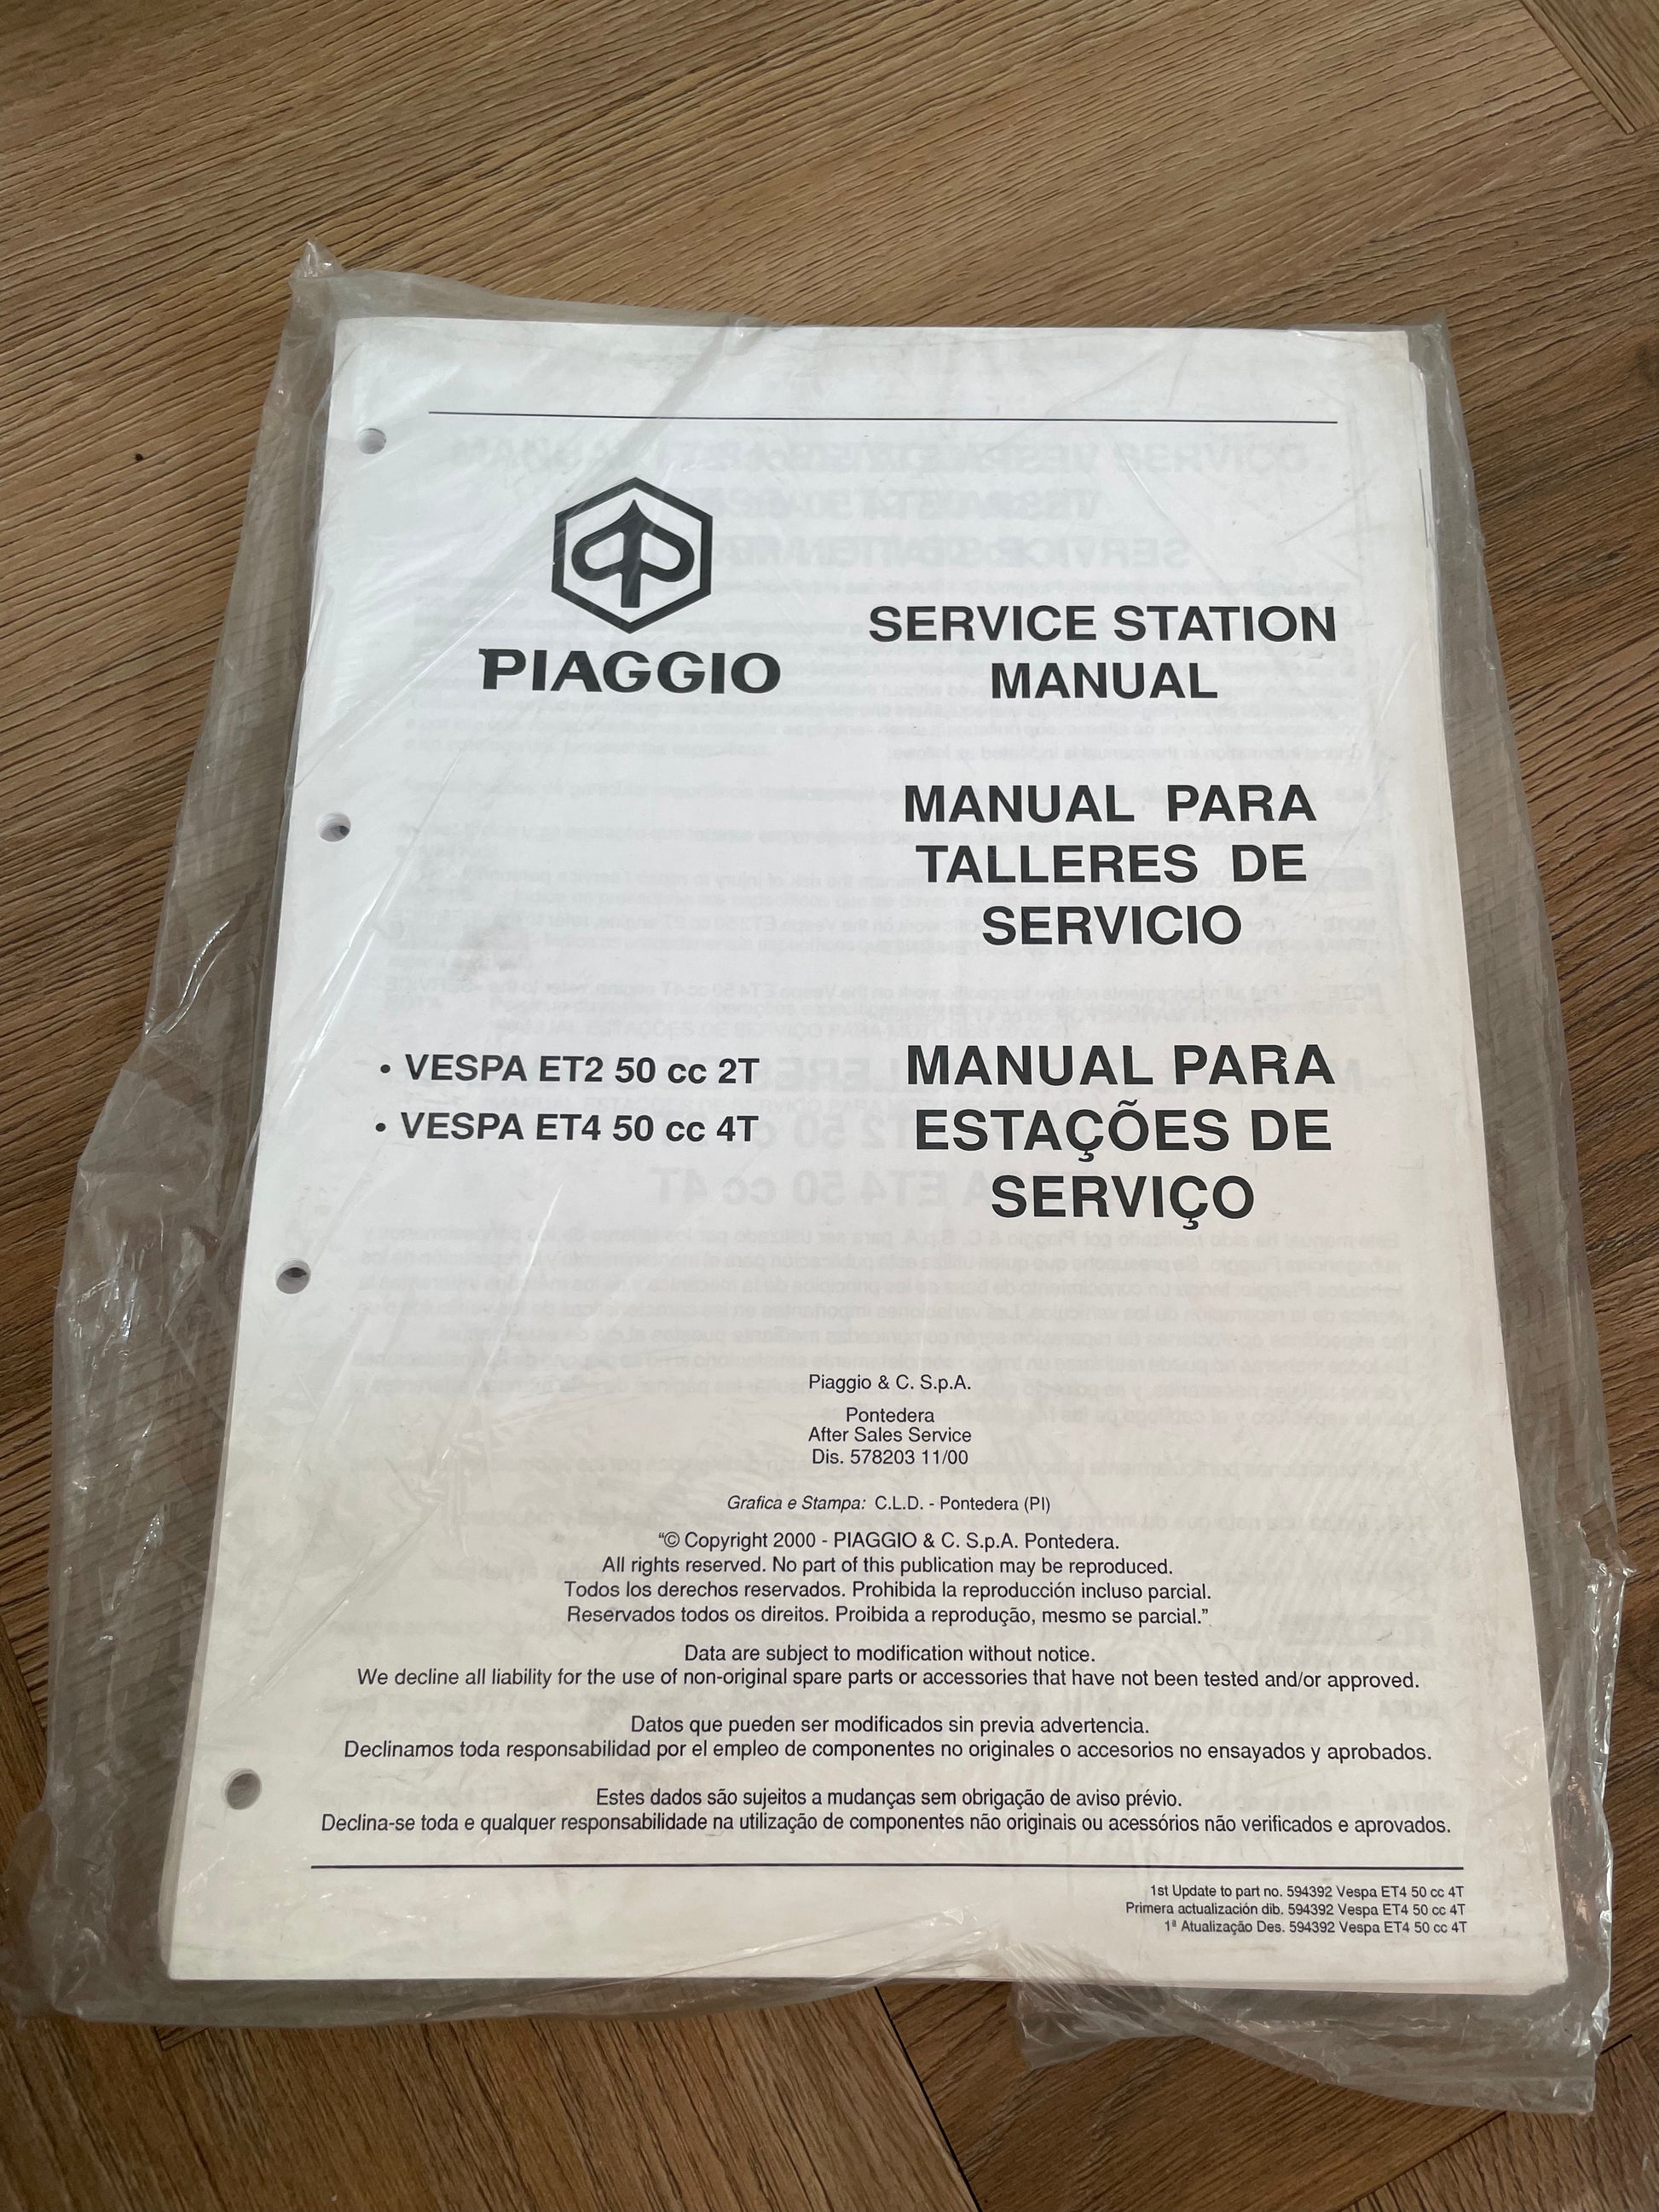 PIAGGIO
SERVICE STATION
MANUAL
MANUAL PARA
TALLERES DE
SERVICIO
• VESPA ET2 50 cc 2T
• VESPA ET4 50 cc 4T
MANUAL PARA
ESTAÇÕES DE
SERVIÇO
Piaggio & C. S.p.A.
Pontedera
After Sales Service
Dis. 578203 11/00
Grafica e Stampa: C.L.D. - Pontedera (PI)
“© Copyright 2000 - PIAGGIO & C. S.p.A. Pontedera.
All rights reserved. No part of this publication may be reproduced.
Todos los derechos reservados. Prohibida la reproducción incluso parcial.
Reservados todos os direitos. Proibida a reprodução, mesmo se parcial.”
Data are subject to modification without notice.
We decline all liability for the use of non-original spare parts or accessories that have not been tested and/or approved.
Datos que pueden ser modificados sin previa advertencia.
Declinamos toda responsabilidad por el empleo de componentes no originales o accesorios no ensayados y aprobados.
Estes dados são sujeitos a mudanças sem obrigação de aviso prévio.
Declina-se toda e qualquer responsabilidade na utilização de componentes não originais ou acessórios não verificados e aprovados.
1st Update to part no. 594392 Vespa ET4 50 cc 4T
Primera actualización dib. 594392 Vespa ET4 50 cc 4T
1ª Atualização Des. 594392 Vespa ET4 50 cc 4T